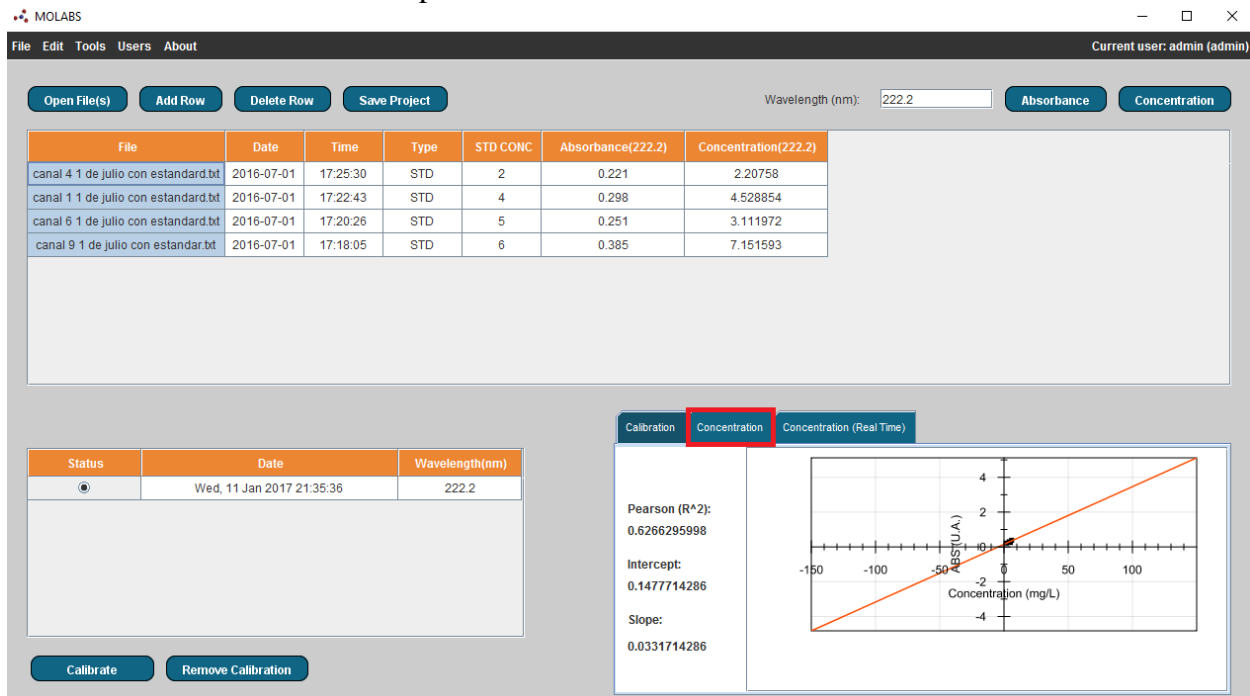 MOLABS
File Edit Tools Users About Current user: admin (admin)
Open File(s) Add Row Delete Row Save Project Wavelength (nm): 222.2 Absorbance Concentration
File Date Time Type STD CONC Absorbance(222.2) Concentration(222.2)
canal 4 1 de julio con estandard.txt 2016-07-01 17:25:30 STD 2 0.221 2.20758
canal 1 1 de julio con estandard.txt 2016-07-01 17:22:43 STD 4 0.298 4.528854
canal 6 1 de julio con estandard.txt 2016-07-01 17:20:26 STD 5 0.251 3.111972
canal 9 1 de julio con estandar.txt 2016-07-01 17:18:05 STD 6 0.385 7.151593
Calibration Concentration Concentration (Real Time)
Status Date Wavelength(nm)
Wed, 11 Jan 2017 21:35:36 222.2
Calibrate Remove Calibration
Pearson (R^2):
0.6266295998
Intercept:
0.1477714286
Slope:
0.0331714286
4
2
0
-2
-4
-150 -100 -50 0 50 100
ABS (U.A.)
Concentration (mg/L)